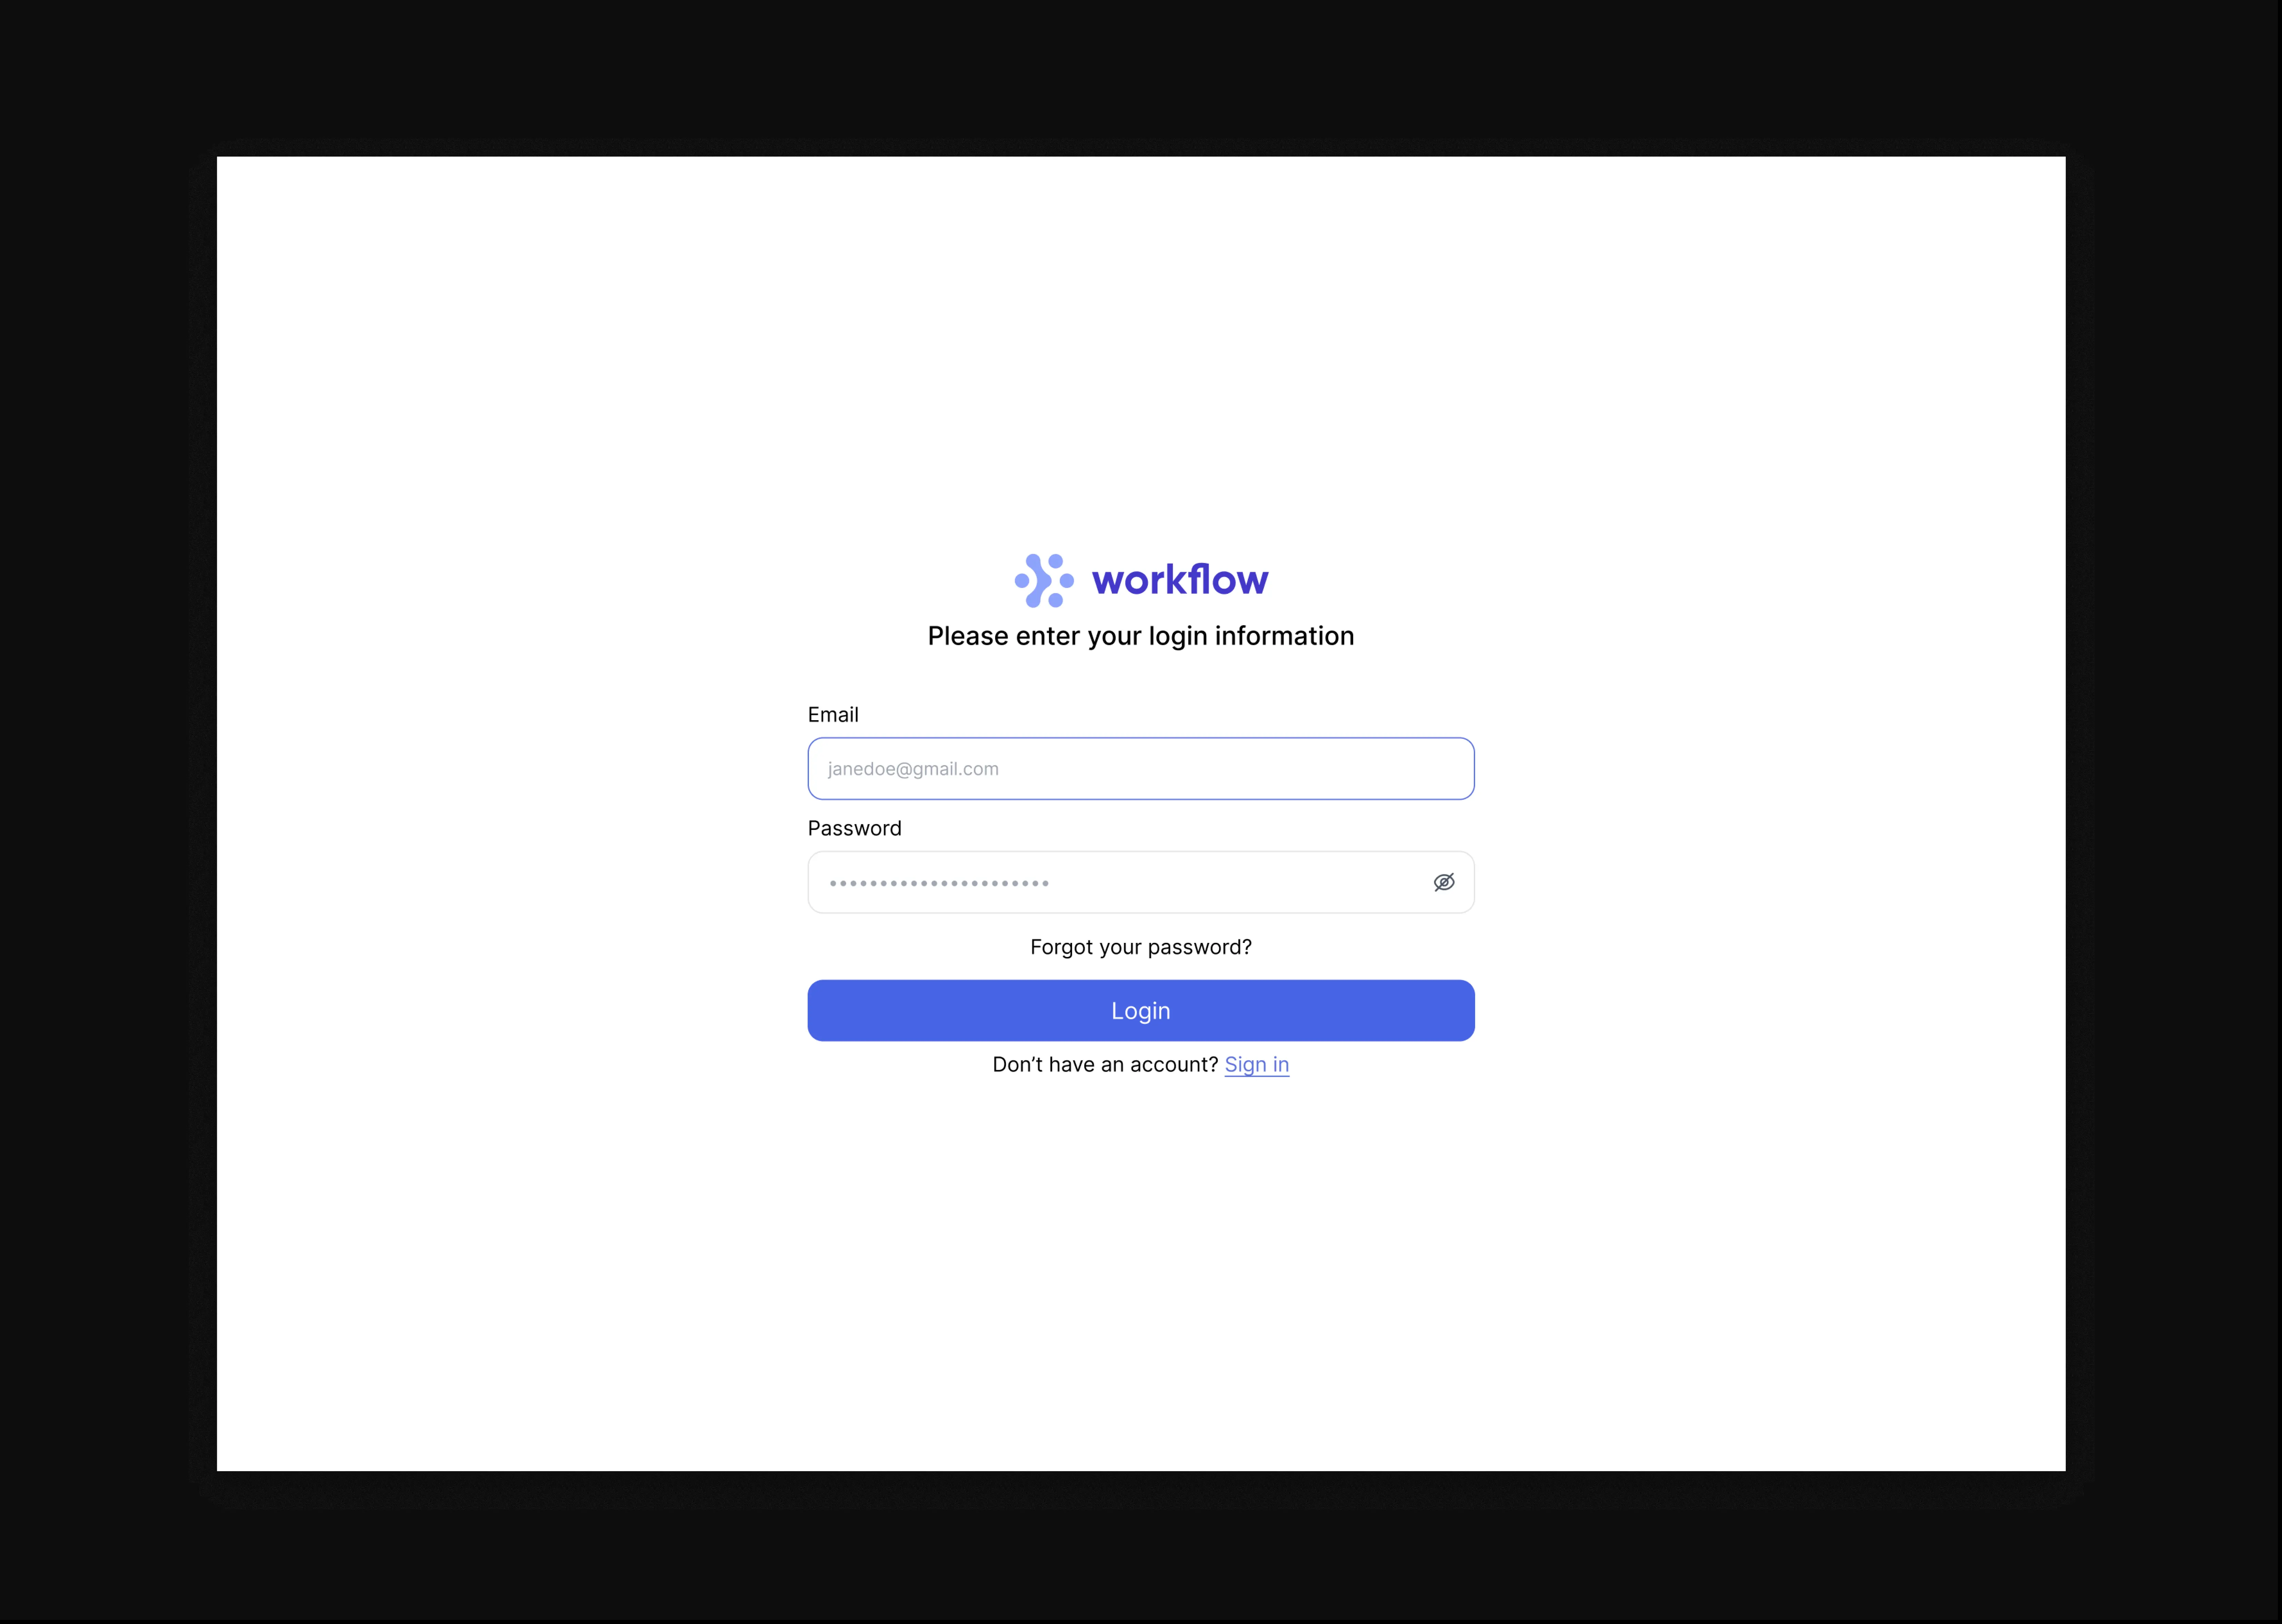 workflow
Please enter your login information
Email
janedoe@gmail.com
Password
Forgot your password?
Login
Don’t have an account? Sign in